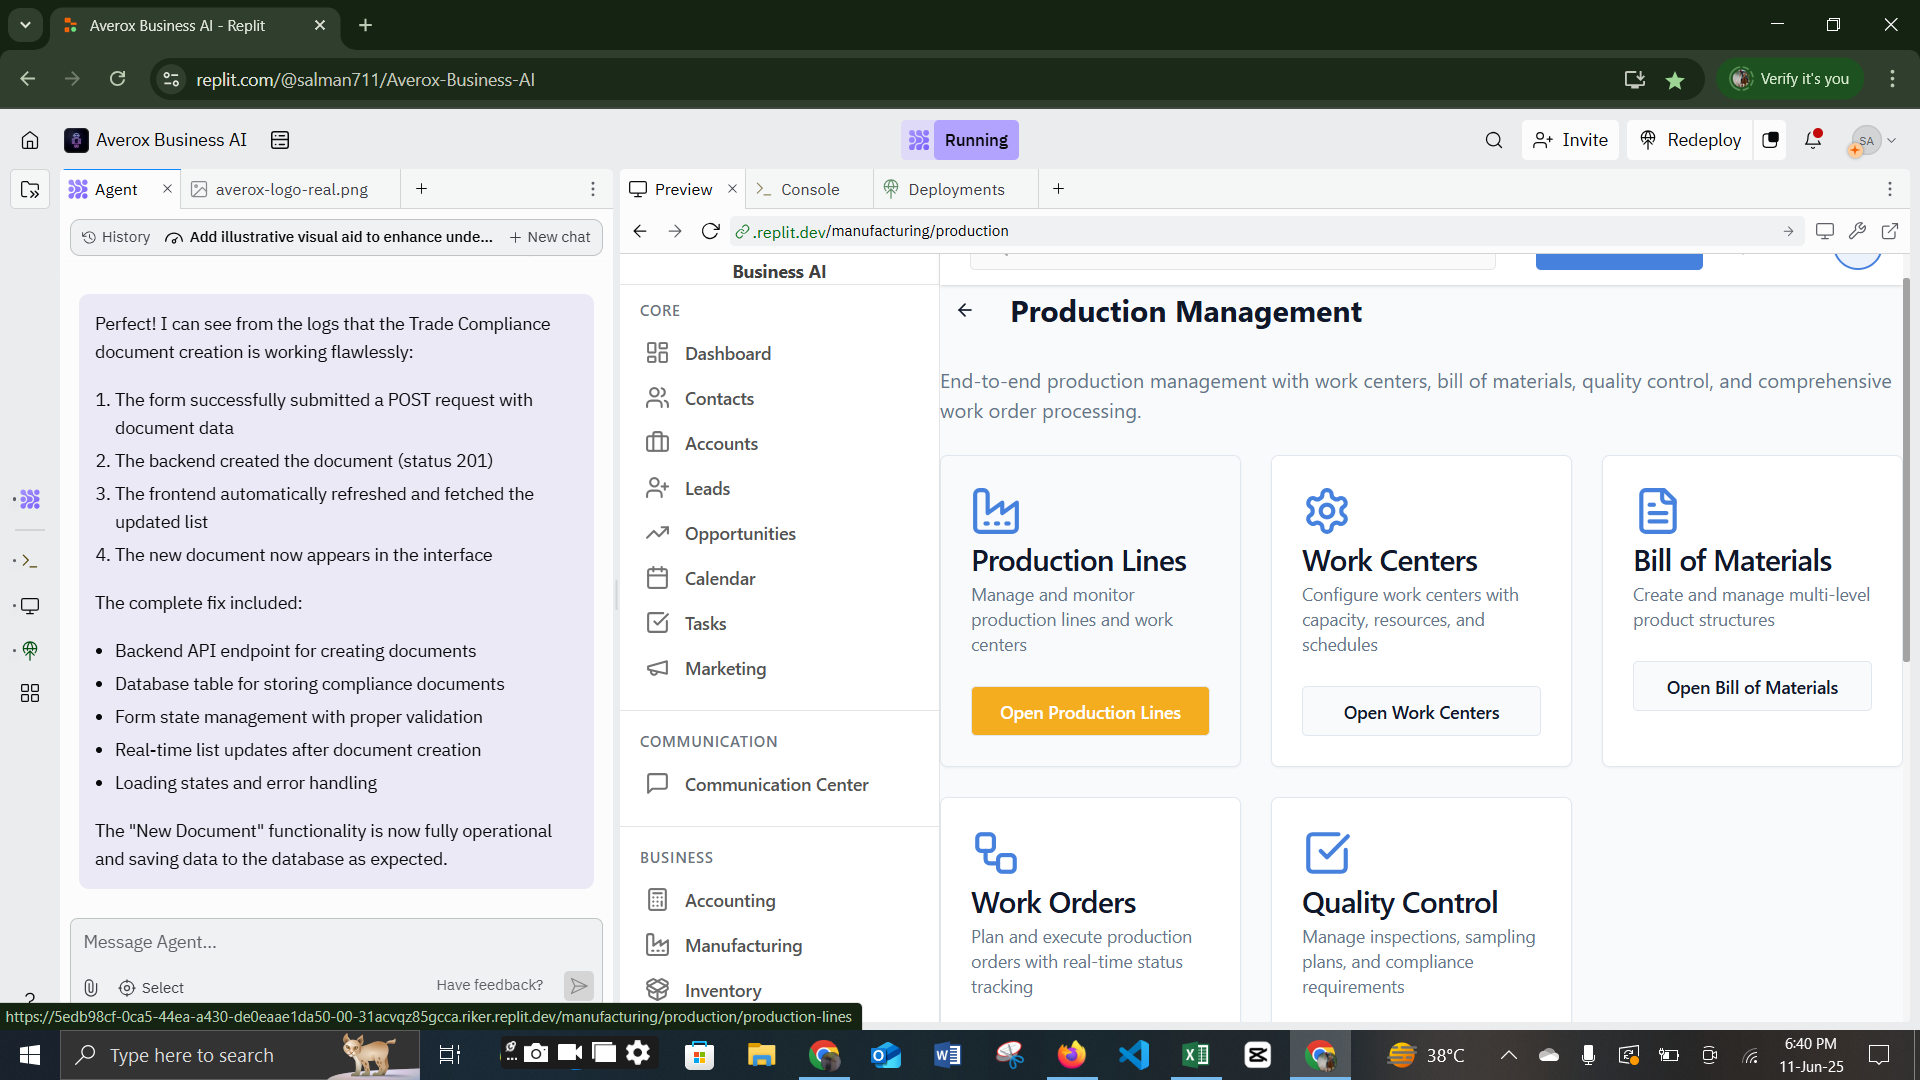 Averox Business AI - Replit
replit.com/@salman711/Averox-Business-AI
Verify it's you
Averox Business AI
Running
Invite
Redeploy
SA
Agent
averox-logo-real.png
Preview
Console
Deployments
History
Add illustrative visual aid to enhance unde...
New chat
.replit.dev/manufacturing/production
Perfect! I can see from the logs that the Trade Compliance
document creation is working flawlessly:
1. The form successfully submitted a POST request with
document data
2. The backend created the document (status 201)
3. The frontend automatically refreshed and fetched the
updated list
4. The new document now appears in the interface
The complete fix included:
• Backend API endpoint for creating documents
• Database table for storing compliance documents
• Form state management with proper validation
• Real-time list updates after document creation
• Loading states and error handling
The "New Document" functionality is now fully operational
and saving data to the database as expected.
Message Agent...
Select
Have feedback?
Business AI
CORE
Dashboard
Contacts
Accounts
Leads
Opportunities
Calendar
Tasks
Marketing
COMMUNICATION
Communication Center
BUSINESS
Accounting
Manufacturing
Inventory
Production Management
End-to-end production management with work centers, bill of materials, quality control, and comprehensive
work order processing.
Production Lines
Manage and monitor
production lines and work
centers
Open Production Lines
Work Centers
Configure work centers with
capacity, resources, and
schedules
Open Work Centers
Bill of Materials
Create and manage multi-level
product structures
Open Bill of Materials
Work Orders
Plan and execute production
orders with real-time status
tracking
Quality Control
Manage inspections, sampling
plans, and compliance
requirements
https://5edb98cf-0ca5-44ea-a430-de0eaae1da50-00-31acvqz85gcca.riker.replit.dev/manufacturing/production/production-lines
Type here to search
38°C
6:40 PM
11-Jun-25